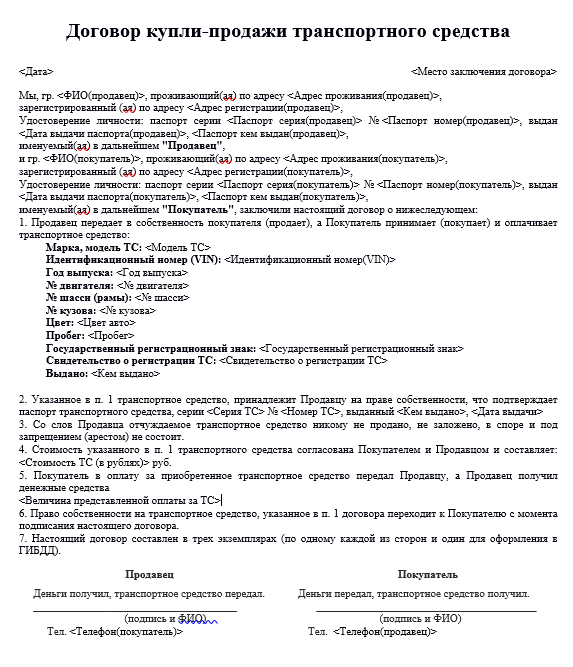 Договор купли-продажи транспортного средства
<Дата> <Место заключения договора>
Мы, гр. <ФИО(продавец)>, проживающий(ая) по адресу <Адрес проживания(продавец)>,
зарегистрированный (ая) по адресу <Адрес регистрации(продавец)>,
Удостоверение личности: паспорт серии <Паспорт серия(продавец)> № <Паспорт номер(продавец)>, выдан
<Дата выдачи паспорта(продавец)>, <Паспорт кем выдан(продавец)>,
именуемый(ая) в дальнейшем "Продавец",
и гр. <ФИО(покупатель)>, проживающий(ая) по адресу <Адрес проживания(покупатель)>,
зарегистрированный (ая) по адресу <Адрес регистрации(покупатель)>,
Удостоверение личности: паспорт серии <Паспорт серия(покупатель)> № <Паспорт номер(покупатель)>, выдан
<Дата выдачи паспорта(покупатель)>, <Паспорт кем выдан(покупатель)>,
именуемый(ая) в дальнейшем "Покупатель", заключили настоящий договор о нижеследующем:
1. Продавец передает в собственность покупателя (продает), а Покупатель принимает (покупает) и оплачивает
транспортное средство:
Марка, модель ТС: <Модель ТС>
Идентификационный номер (VIN): <Идентификационный номер(VIN)>
Год выпуска: <Год выпуска>
№ двигателя: <№ двигателя>
№ шасси (рамы): <№ шасси>
№ кузова: <№ кузова>
Цвет: <Цвет авто>
Пробег: <Пробег>
Государственный регистрационный знак: <Государственный регистрационный знак>
Свидетельство о регистрации ТС: <Свидетельство о регистрации ТС>
Выдано: <Кем выдано>
2. Указанное в п. 1 транспортное средство, принадлежит Продавцу на праве собственности, что подтверждает
паспорт транспортного средства, серии <Серия ТС> № <Номер ТС>, выданный <Кем выдано>, <Дата выдачи>
3. Со слов Продавца отчуждаемое транспортное средство никому не продано, не заложено, в споре и под
запрещением (арестом) не состоит.
4. Стоимость указанного в п. 1 транспортного средства согласована Покупателем и Продавцом и составляет:
<Стоимость ТС (в рублях)> руб.
5. Покупатель в оплату за приобретенное транспортное средство передал Продавцу, а Продавец получил
денежные средства
<Величина представленной оплаты за ТС>
6. Право собственности на транспортное средство, указанное в п. 1 договора переходит к Покупателю с момента
подписания настоящего договора.
7. Настоящий договор составлен в трех экземплярах (по одному каждой из сторон и один для оформления в
ГИБДД).
Продавец Покупатель
Деньги получил, транспортное средство передал. Деньги передал, транспортное средство получил.
(подпись и ФИО) (подпись и ФИО)
Тел. <Телефон(покупатель)> Тел. <Телефон(продавец)>